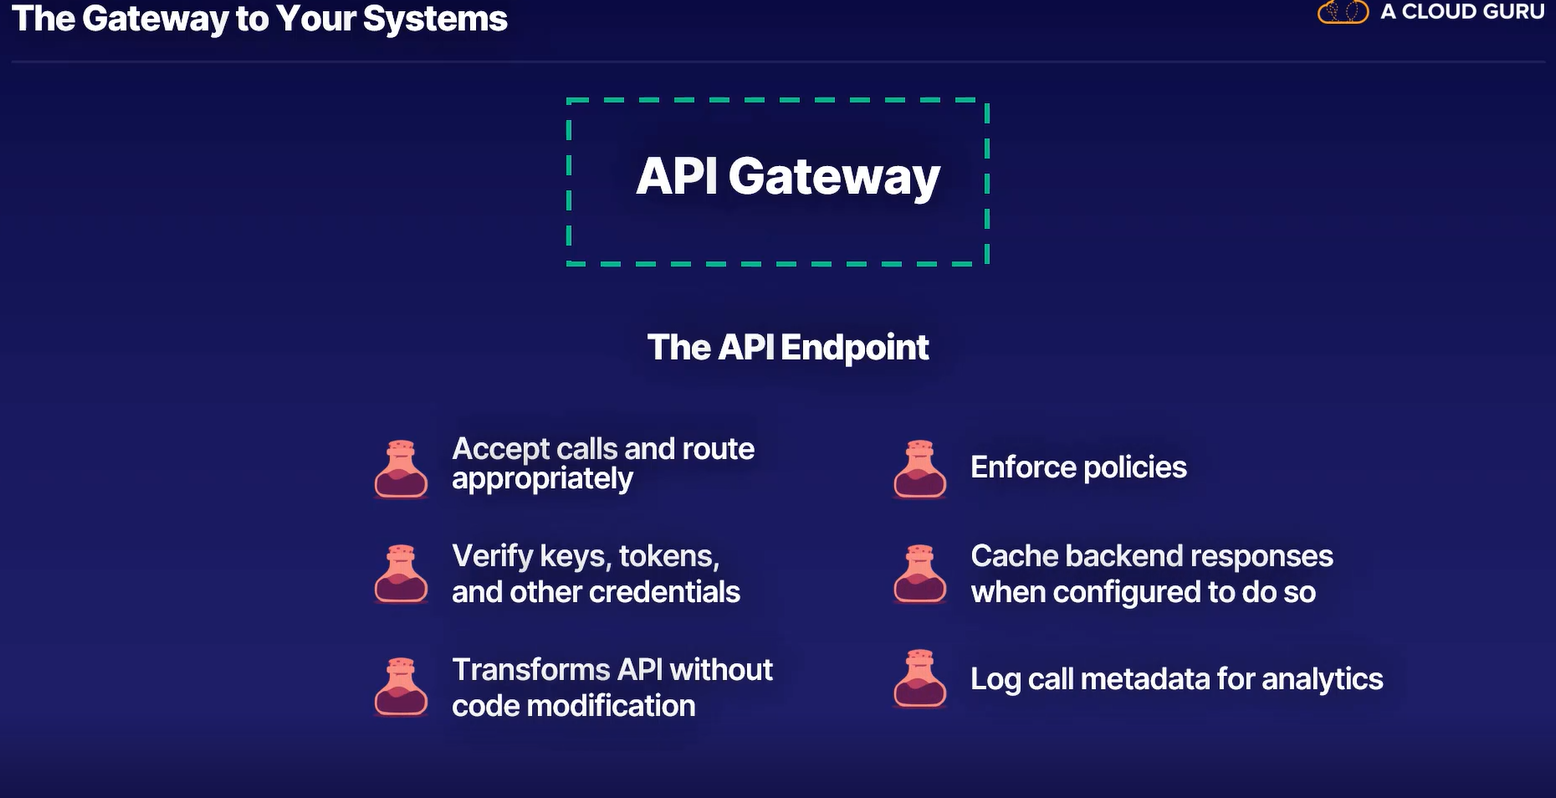 The Gateway to Your Systems
A CLOUD GURU
API Gateway
The API Endpoint
Accept calls and route
appropriately
Enforce policies
Verify keys, tokens,
and other credentials
Cache backend responses
when configured to do so
Transforms API without
code modification
Log call metadata for analytics